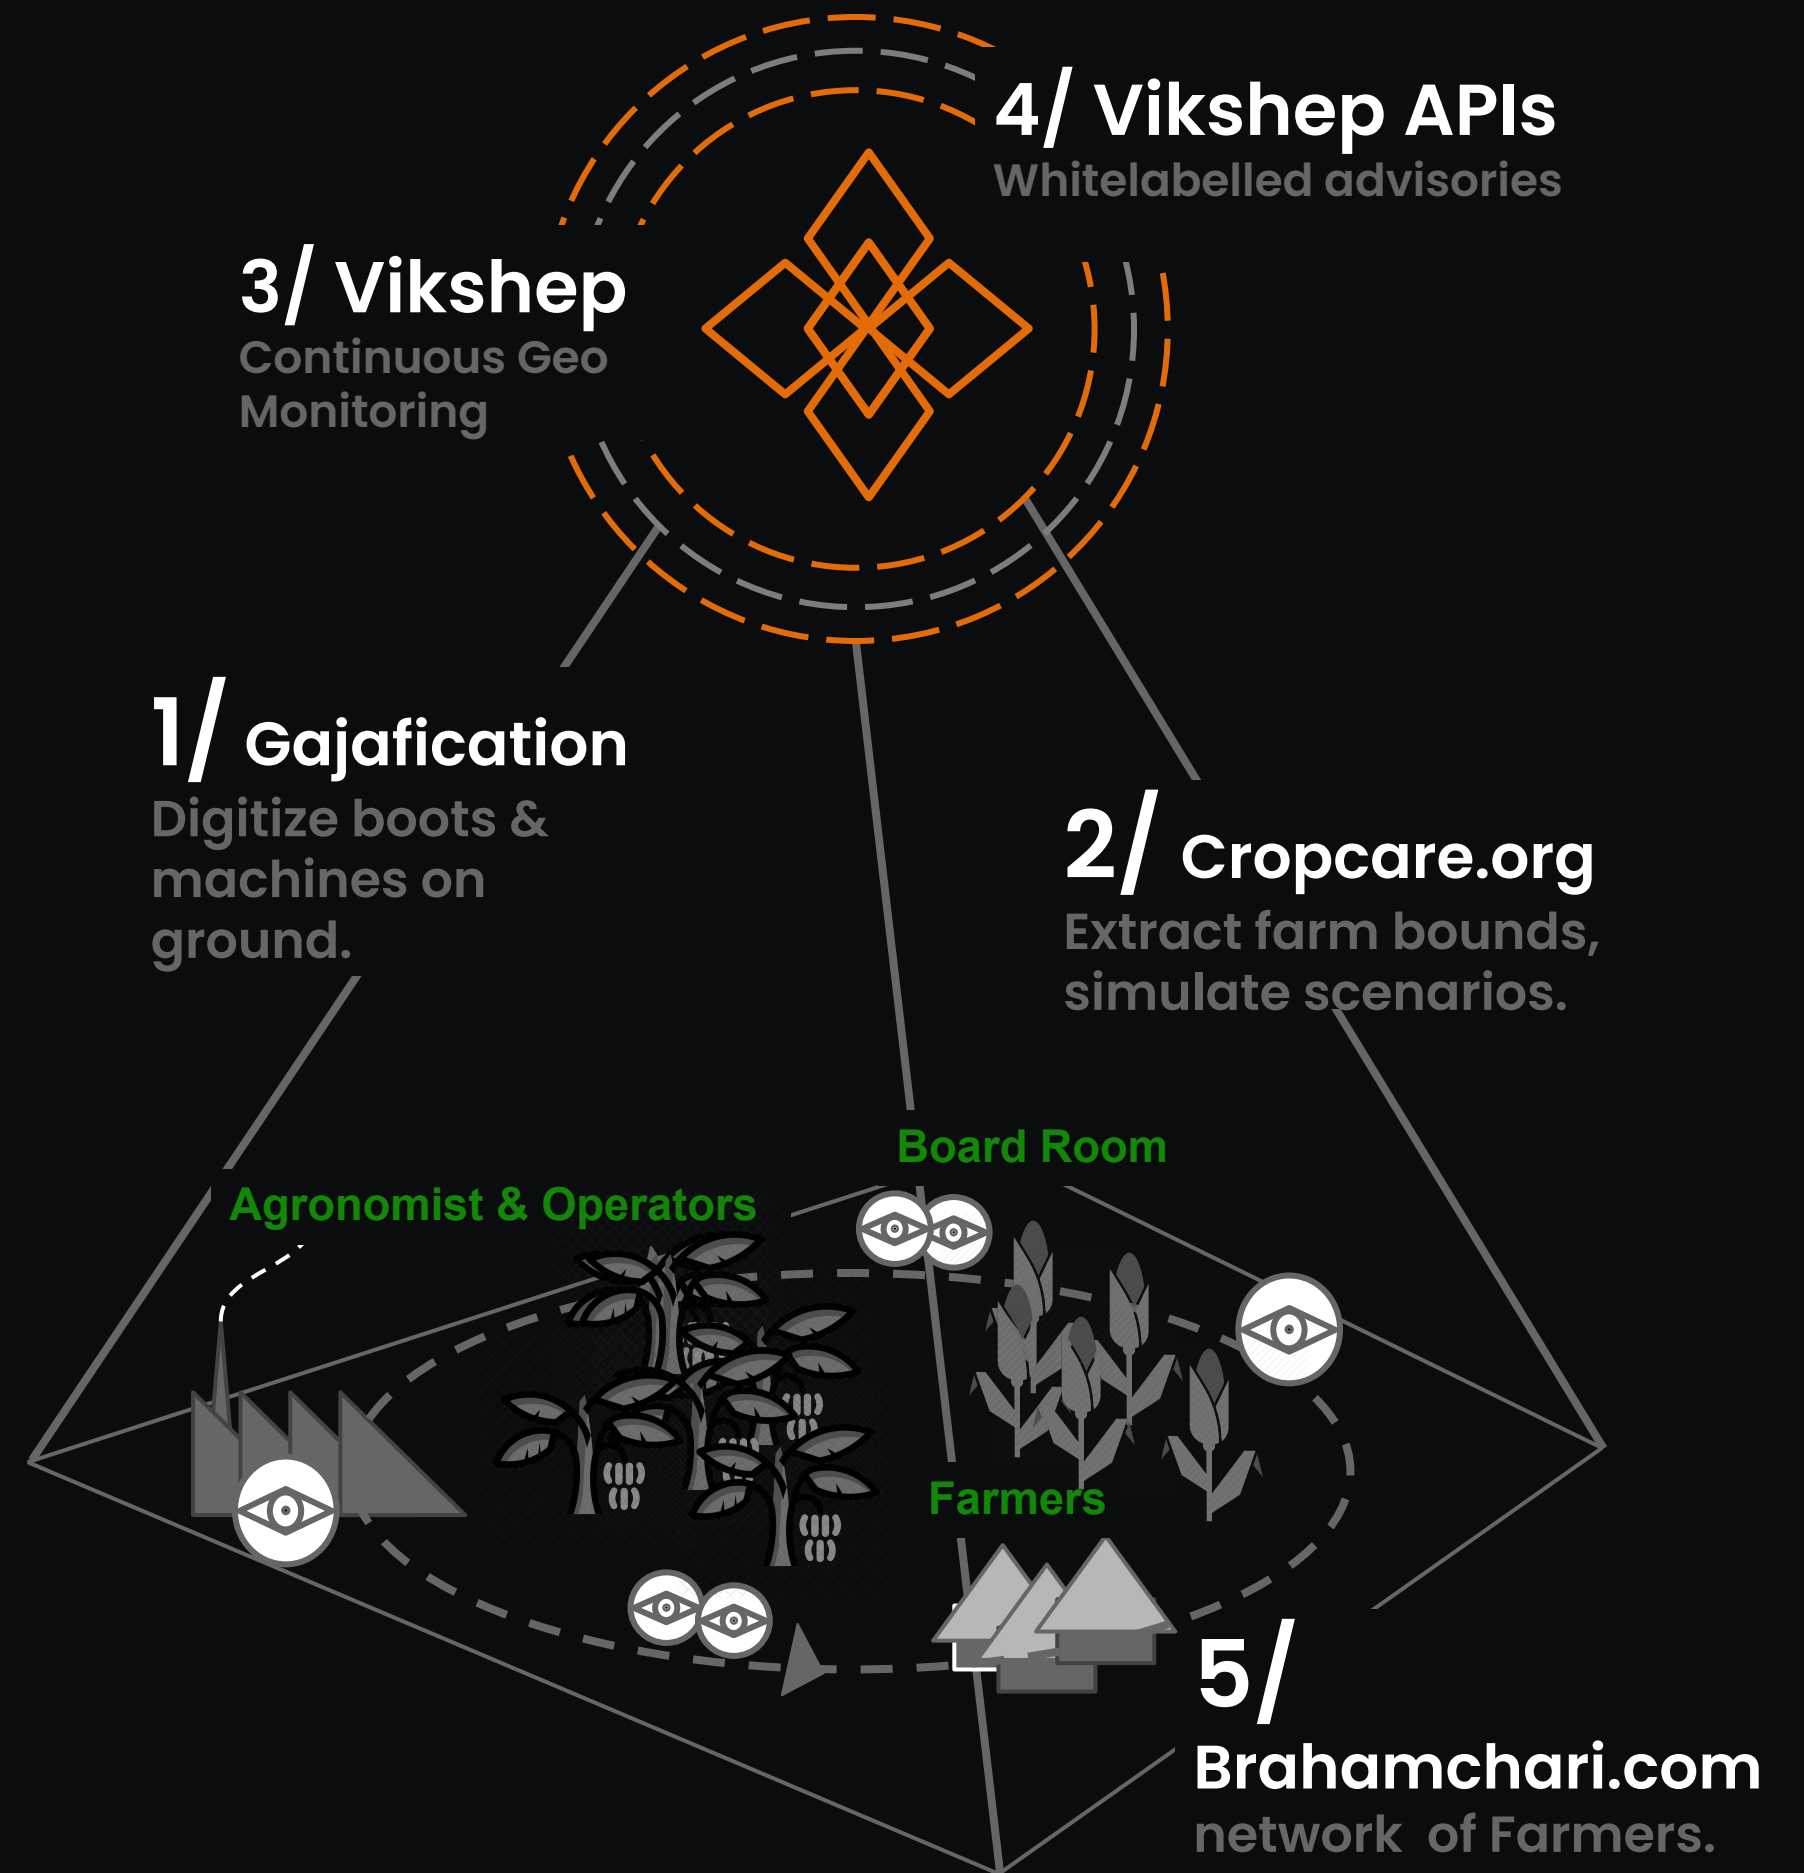 4/ Vikshep APIs
Whitelabelled advisories
3/ Vikshep
Continuous Geo
Monitoring
1/ Gajafication
Digitize boots &
machines on
ground.
2/ Cropcare.org
Extract farm bounds,
simulate scenarios.
Board Room
Agronomist & Operators
Farmers
5/
Brahamchari.com
network of Farmers.